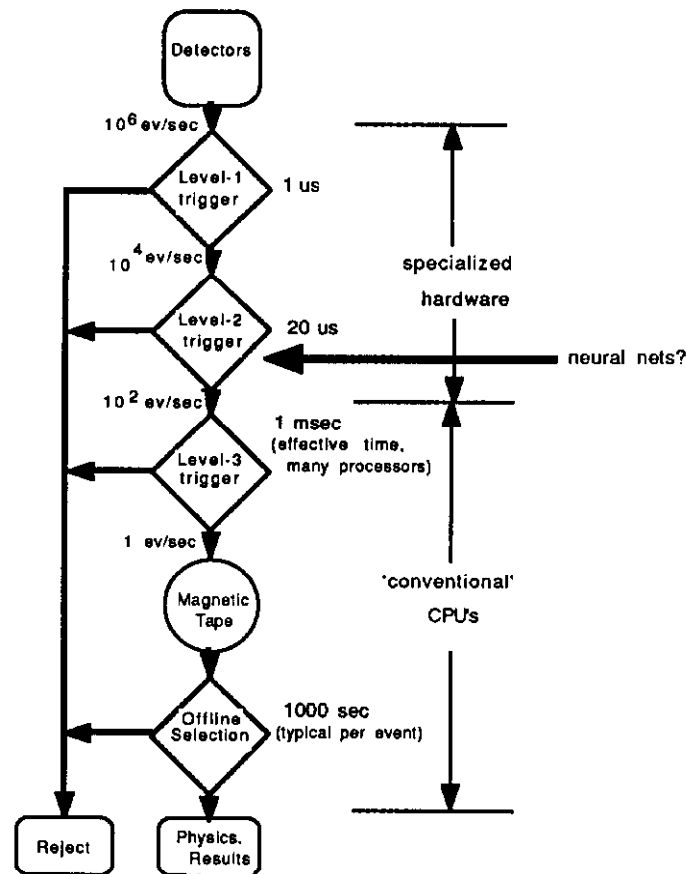 Detectors
10⁶ ev/sec
Level-1
trigger
1 us
10⁴ ev/sec
specialized
hardware
Level-2
trigger
20 us
neural nets?
10² ev/sec
1 msec
(effective time,
many processors)
Level-3
trigger
1 ev/sec
'conventional'
CPU's
Magnetic
Tape
Offline
Selection
1000 sec
(typical per event)
Reject
Physics.
Results